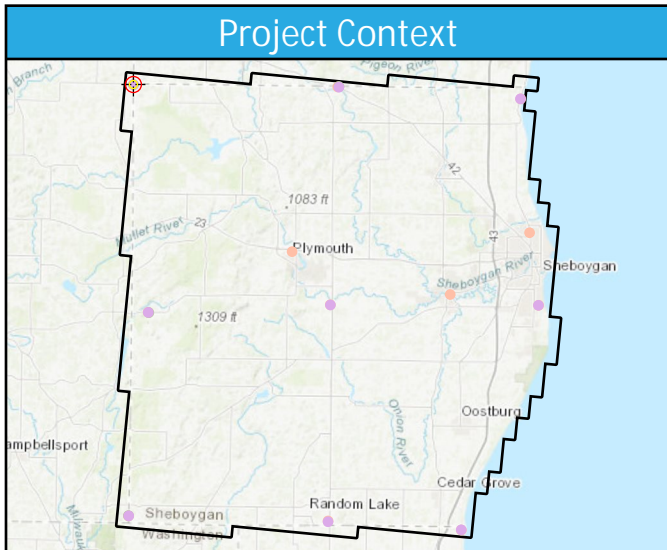 Project Context
n Branch
Pigeon River
42
1083 ft
Mullet River
23
43
Plymouth
Sheboygan River
Sheboygan
1309 ft
Onion River
Oostburg
ampbellsport
Cedar Grove
Random Lake
Sheboygan
Washington
Milwauk